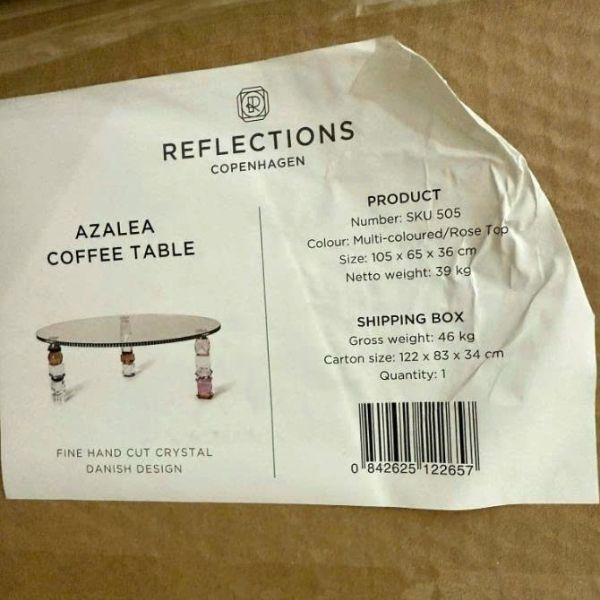 REFLECTIONS
COPENHAGEN
AZALEA
COFFEE TABLE
FINE HAND CUT CRYSTAL
DANISH DESIGN
PRODUCT
Number: SKU 505
Colour: Multi-coloured/Rose Top
Size: 105 x 65 x 36 cm
Netto weight: 39 kg
SHIPPING BOX
Gross weight: 46 kg
Carton size: 122 x 83 x 34 cm
Quantity: 1
0 842625 122657